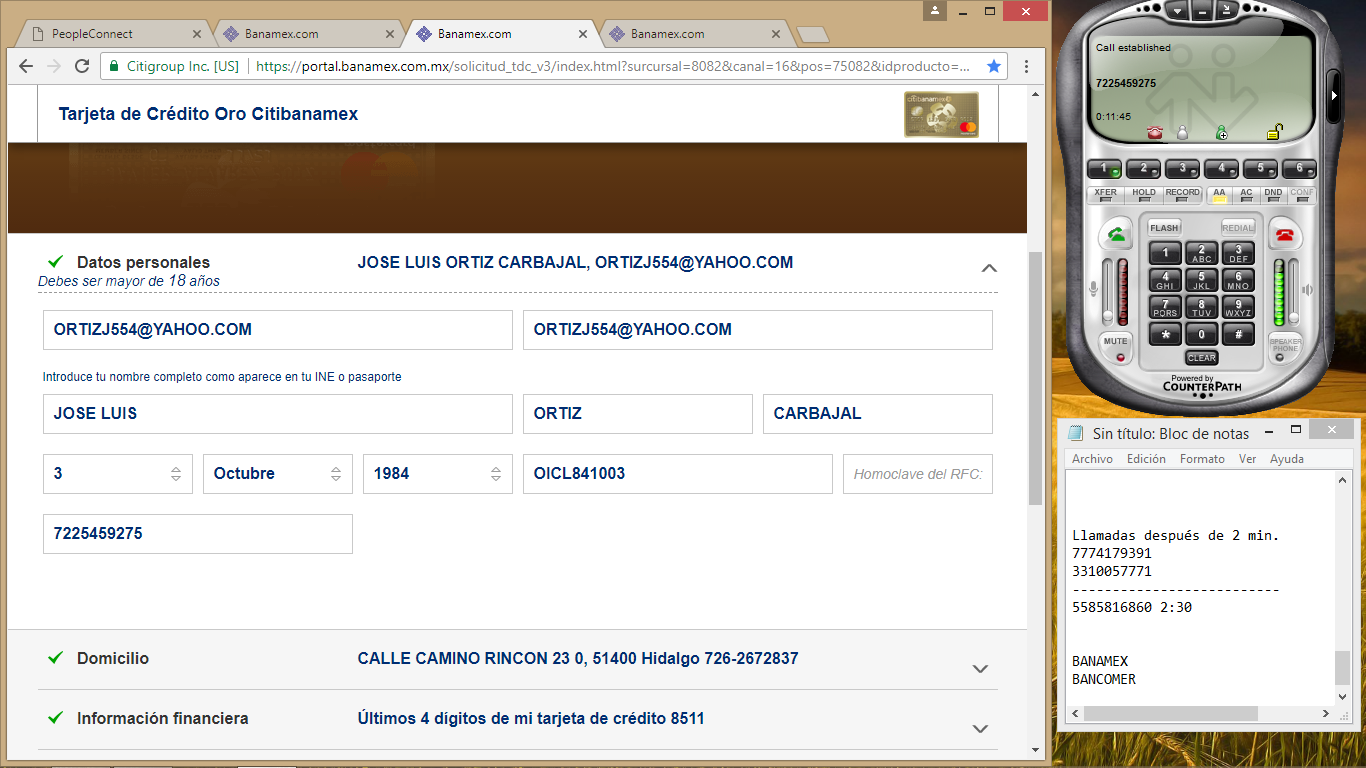 PeopleConnect
Banamex.com
Banamex.com
Banamex.com
Citigroup Inc. [US]
https://portal.banamex.com.mx/solicitud_tdc_v3/index.html?surcursal=8082&canal=16&pos=75082&idproducto=...
Tarjeta de Crédito Oro Citibanamex
citibanamex
mastercard
Datos personales
JOSE LUIS ORTIZ CARBAJAL, ORTIZJ554@YAHOO.COM
Debes ser mayor de 18 años
ORTIZJ554@YAHOO.COM
ORTIZJ554@YAHOO.COM
Introduce tu nombre completo como aparece en tu INE o pasaporte
JOSE LUIS
ORTIZ
CARBAJAL
3
Octubre
1984
OICL841003
Homoclave del RFC:
7225459275
Domicilio
CALLE CAMINO RINCON 23 0, 51400 Hidalgo 726-2672837
Información financiera
Últimos 4 dígitos de mi tarjeta de crédito 8511
Call established
7225459275
0:11:45
1 2 3 4 5 6
XFER HOLD RECORD AA AC DND CONF
FLASH REDIAL
1 2 ABC 3 DEF
4 GHI 5 JKL 6 MNO
7 PQRS 8 TUV 9 WXYZ
* 0 #
MUTE
SPEAKER PHONE
CLEAR
Powered by
COUNTERPATH
Sin título: Bloc de notas
Archivo Edición Formato Ver Ayuda
Llamadas después de 2 min.
7774179391
3310057771
--------------------------
5585816860 2:30
BANAMEX
BANCOMER